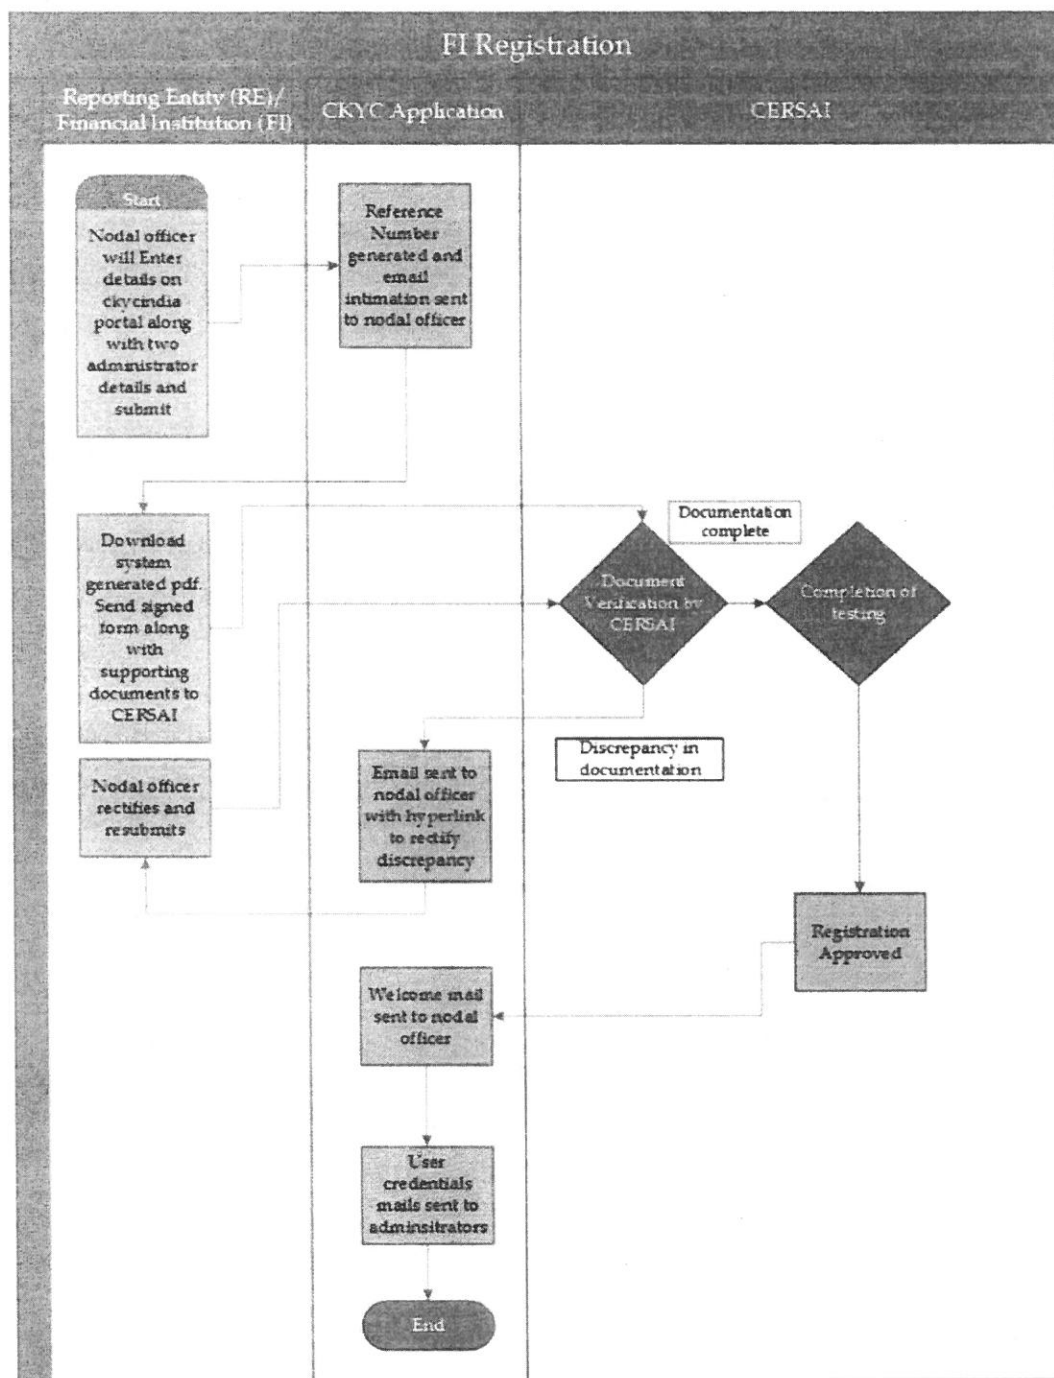 FI Registration
Reporting Entity (RE)/
Financial Institution (FI)
CKYC Application
CERSAI
Start
Nodal officer
will Enter
details on
ckycindia
portal along
with two
administrator
details and
submit
Reference
Number
generated and
email
intimation sent
to nodal officer
Download
system
generated pdf.
Send signed
form along
with
supporting
documents to
CERSAI
Documentation
complete
Document
Verification by
CERSAI
Completion of
testing
Discrepancy in
documentation
Nodal officer
rectifies and
resubmits
Email sent to
nodal officer
with hyperlink
to rectify
discrepancy
Registration
Approved
Welcome mail
sent to nodal
officer
User
credentials
mails sent to
adminsitrators
End